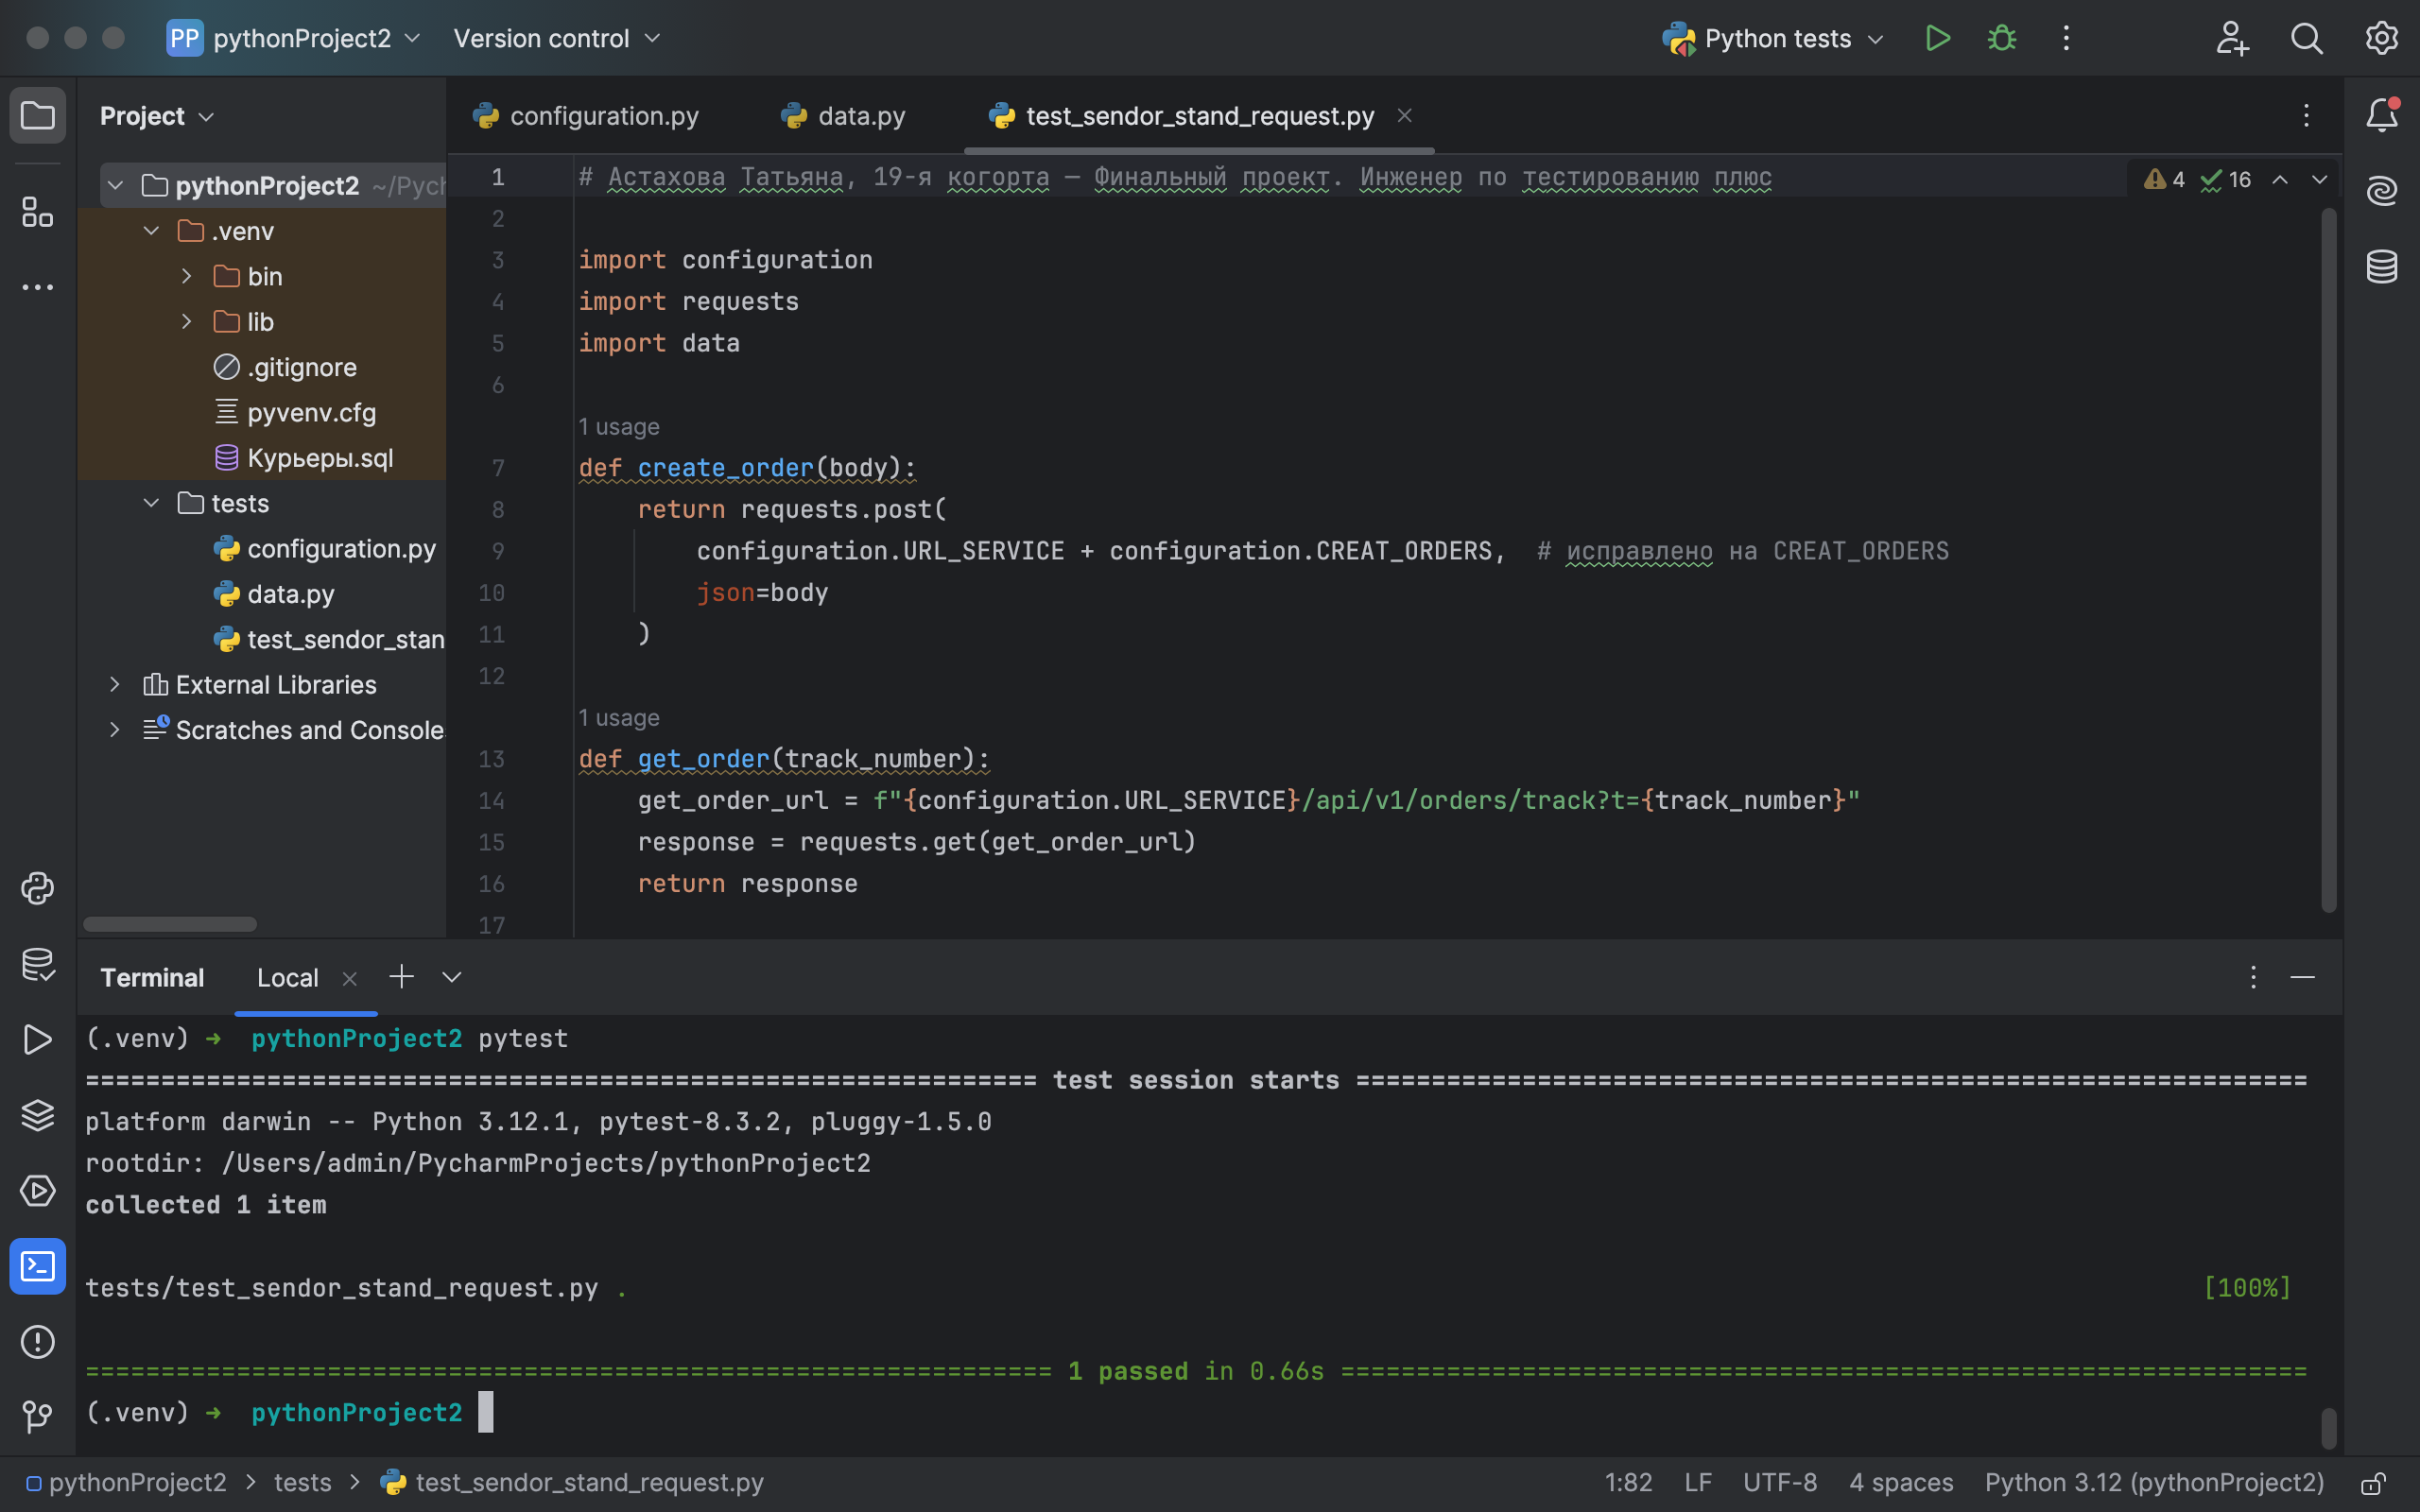 PP pythonProject2
Version control
Python tests
Project
configuration.py
data.py
test_sendor_stand_request.py
pythonProject2 ~/Pych
.venv
bin
lib
.gitignore
pyvenv.cfg
Курьеры.sql
tests
configuration.py
data.py
test_sendor_stan
External Libraries
Scratches and Console
4 16
1 # Астахова Татьяна, 19-я когорта — Финальный проект. Инженер по тестированию плюс
2
3 import configuration
4 import requests
5 import data
6
1 usage
7 def create_order(body):
8 return requests.post(
9 configuration.URL_SERVICE + configuration.CREAT_ORDERS, # исправлено на CREAT_ORDERS
10 json=body
11 )
12
1 usage
13 def get_order(track_number):
14 get_order_url = f"{configuration.URL_SERVICE}/api/v1/orders/track?t={track_number}"
15 response = requests.get(get_order_url)
16 return response
17
Terminal Local
(.venv) ➜ pythonProject2 pytest
=============================================================== test session starts ===============================================================
platform darwin -- Python 3.12.1, pytest-8.3.2, pluggy-1.5.0
rootdir: /Users/admin/PycharmProjects/pythonProject2
collected 1 item
tests/test_sendor_stand_request.py . [100%]
================================================================ 1 passed in 0.66s ================================================================
(.venv) ➜ pythonProject2
pythonProject2 > tests > test_sendor_stand_request.py
1:82 LF UTF-8 4 spaces Python 3.12 (pythonProject2)